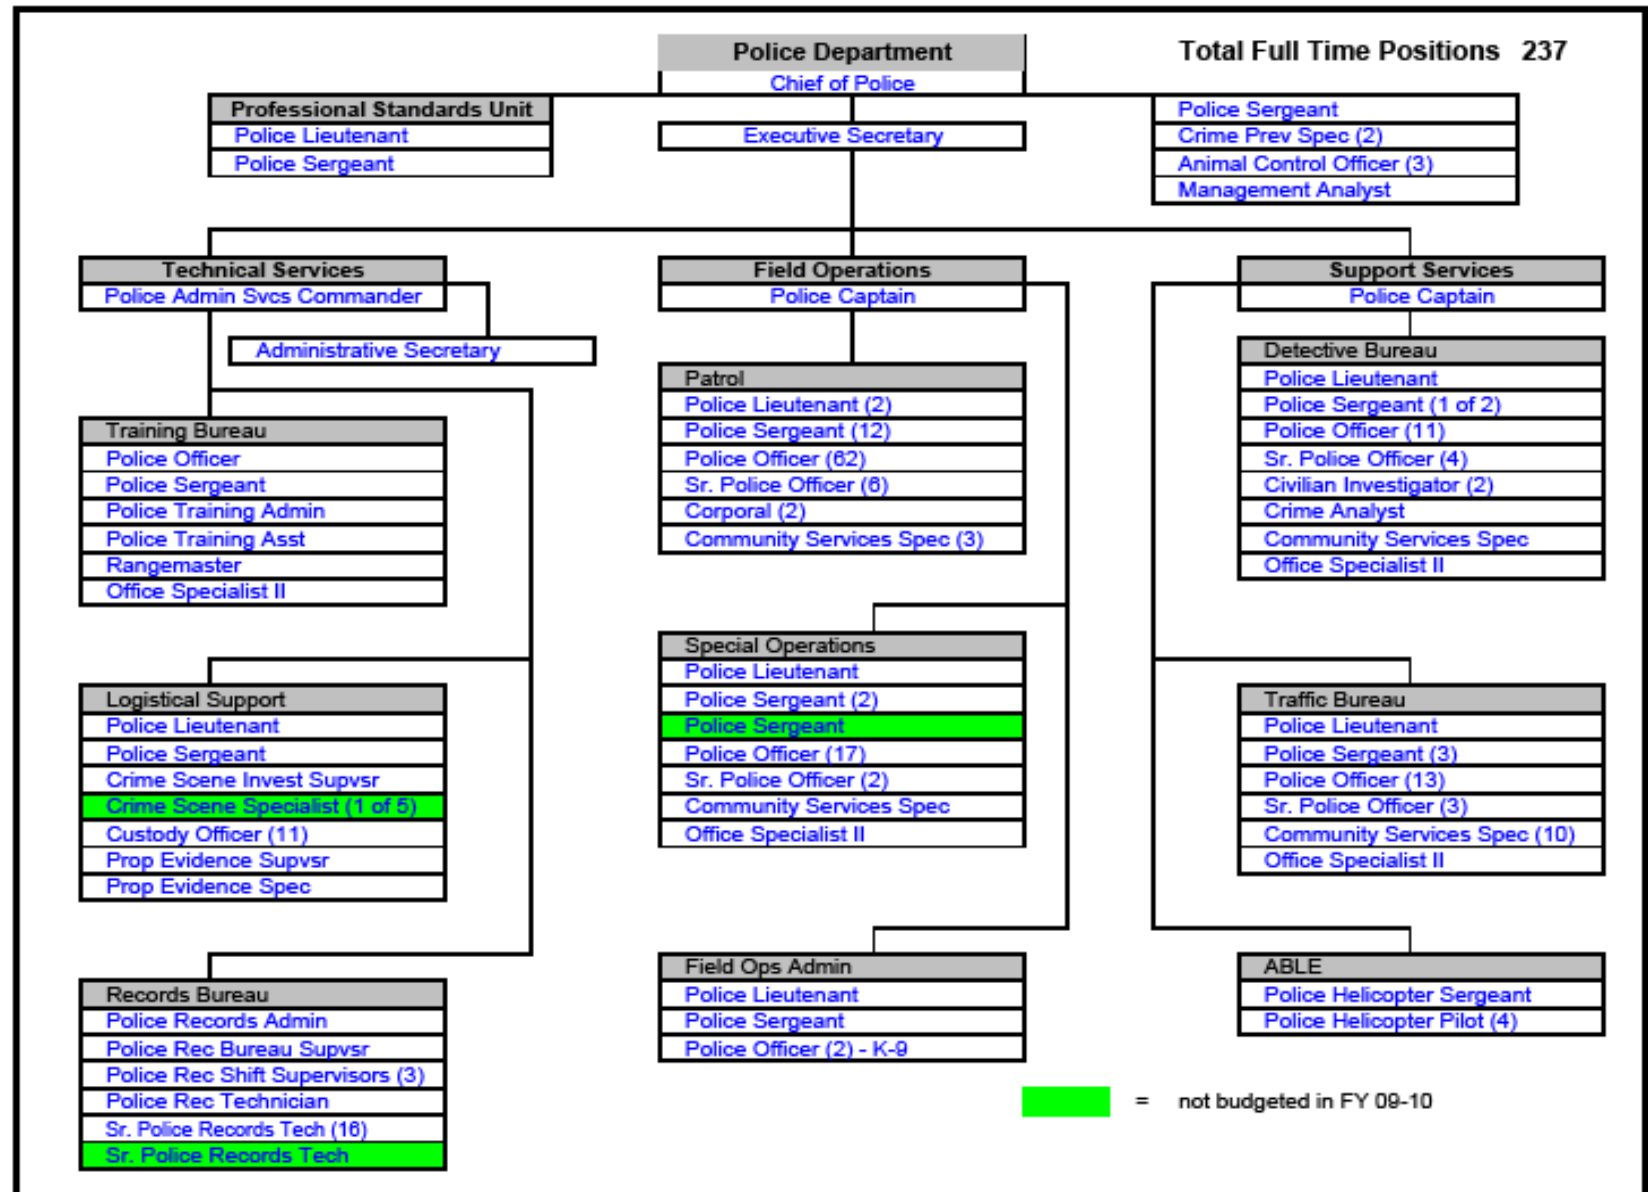 Police Department
Total Full Time Positions 237
Chief of Police
Professional Standards Unit
Police Lieutenant
Police Sergeant
Executive Secretary
Police Sergeant
Crime Prev Spec (2)
Animal Control Officer (3)
Management Analyst
Technical Services
Police Admin Svcs Commander
Administrative Secretary
Training Bureau
Police Officer
Police Sergeant
Police Training Admin
Police Training Asst
Rangemaster
Office Specialist II
Logistical Support
Police Lieutenant
Police Sergeant
Crime Scene Invest Supvsr
Crime Scene Specialist (1 of 5)
Custody Officer (11)
Prop Evidence Supvsr
Prop Evidence Spec
Records Bureau
Police Records Admin
Police Rec Bureau Supvsr
Police Rec Shift Supervisors (3)
Police Rec Technician
Sr. Police Records Tech (16)
Sr. Police Records Tech
Field Operations
Police Captain
Patrol
Police Lieutenant (2)
Police Sergeant (12)
Police Officer (62)
Sr. Police Officer (6)
Corporal (2)
Community Services Spec (3)
Special Operations
Police Lieutenant
Police Sergeant (2)
Police Sergeant
Police Officer (17)
Sr. Police Officer (2)
Community Services Spec
Office Specialist II
Field Ops Admin
Police Lieutenant
Police Sergeant
Police Officer (2) - K-9
Support Services
Police Captain
Detective Bureau
Police Lieutenant
Police Sergeant (1 of 2)
Police Officer (11)
Sr. Police Officer (4)
Civilian Investigator (2)
Crime Analyst
Community Services Spec
Office Specialist II
Traffic Bureau
Police Lieutenant
Police Sergeant (3)
Police Officer (13)
Sr. Police Officer (3)
Community Services Spec (10)
Office Specialist II
ABLE
Police Helicopter Sergeant
Police Helicopter Pilot (4)
= not budgeted in FY 09-10